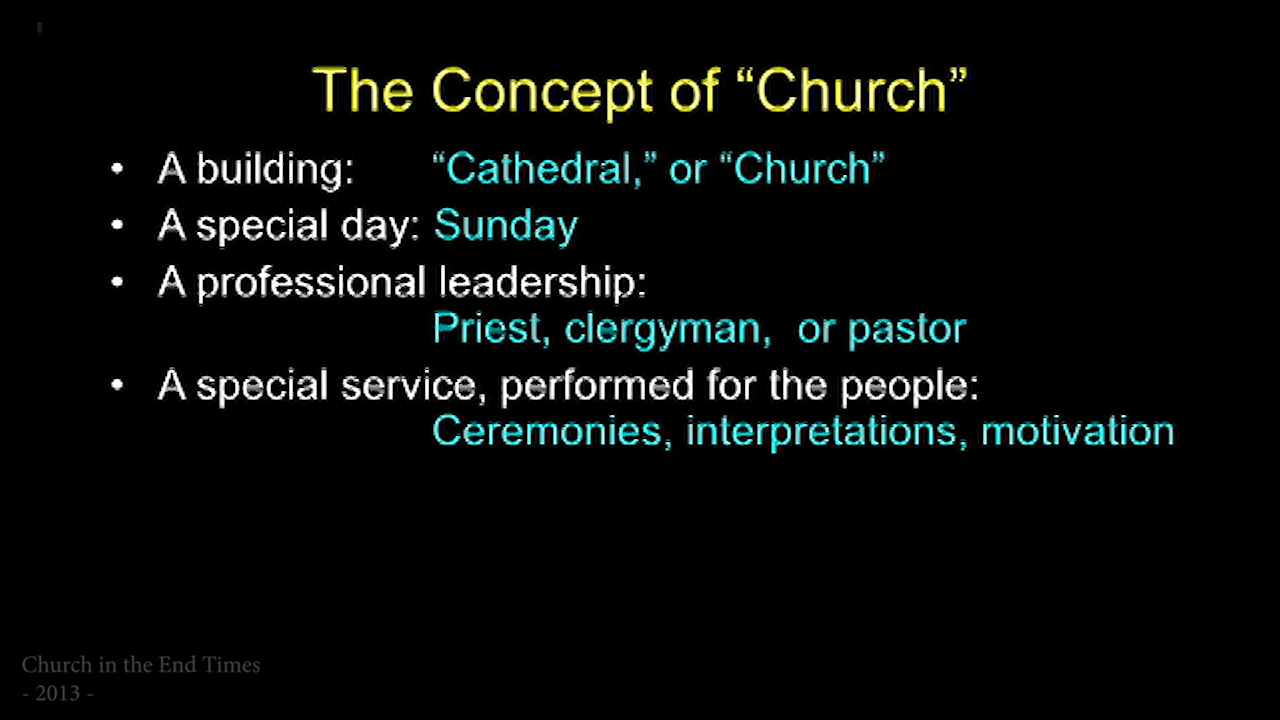 The Concept of “Church”
• A building: “Cathedral,” or “Church”
• A special day: Sunday
• A professional leadership:
Priest, clergyman, or pastor
• A special service, performed for the people:
Ceremonies, interpretations, motivation
Church in the End Times
- 2013 -